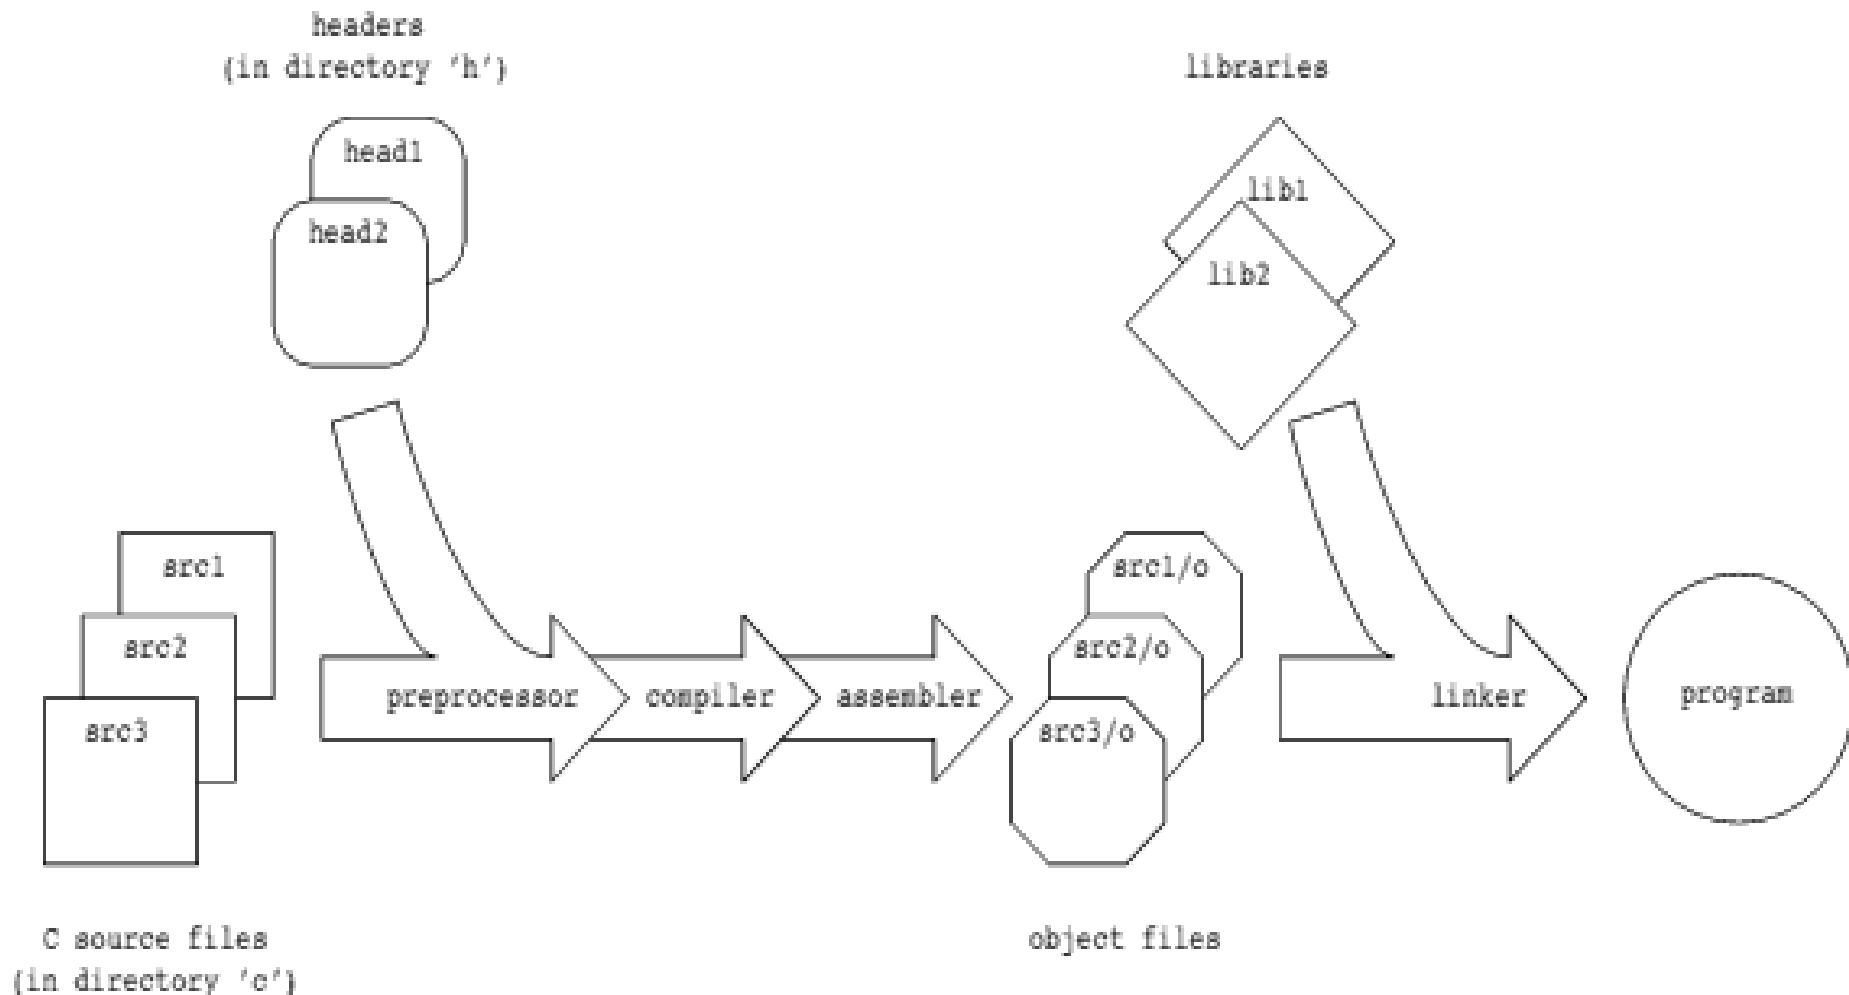 headers
(in directory 'h')
libraries
head1
head2
lib1
lib2
src1
src2
src3
preprocessor
compiler
assembler
src1/o
src2/o
src3/o
linker
program
C source files
(in directory 'c')
object files